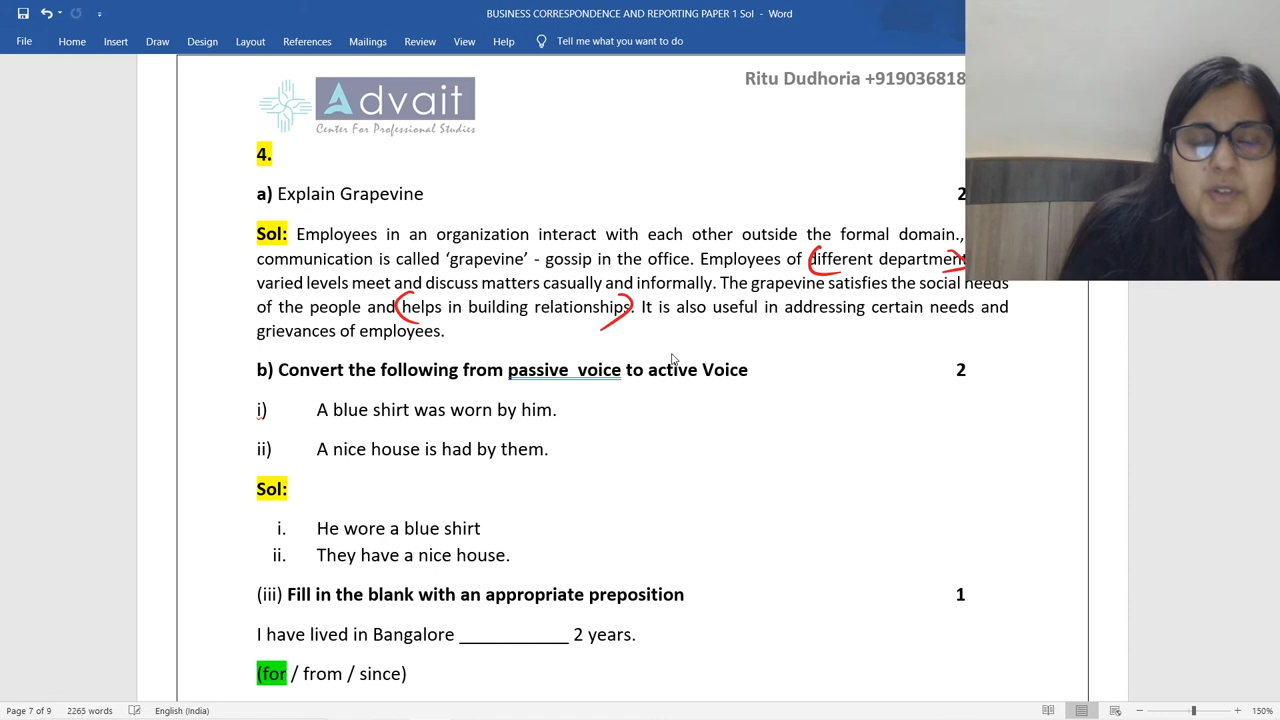 BUSINESS CORRESPONDENCE AND REPORTING PAPER 1 Sol - Word
File Home Insert Draw Design Layout References Mailings Review View Help Tell me what you want to do
Ritu Dudhoria +919036818
Advait
Center For Professional Studies
4.
a) Explain Grapevine 2
Sol: Employees in an organization interact with each other outside the formal domain.,
communication is called ‘grapevine’ - gossip in the office. Employees of different department
varied levels meet and discuss matters casually and informally. The grapevine satisfies the social needs
of the people and helps in building relationships. It is also useful in addressing certain needs and
grievances of employees.
b) Convert the following from passive voice to active Voice 2
i) A blue shirt was worn by him.
ii) A nice house is had by them.
Sol:
i. He wore a blue shirt
ii. They have a nice house.
(iii) Fill in the blank with an appropriate preposition 1
I have lived in Bangalore ___________ 2 years.
(for / from / since)
Page 7 of 9 2265 words English (India) 150%